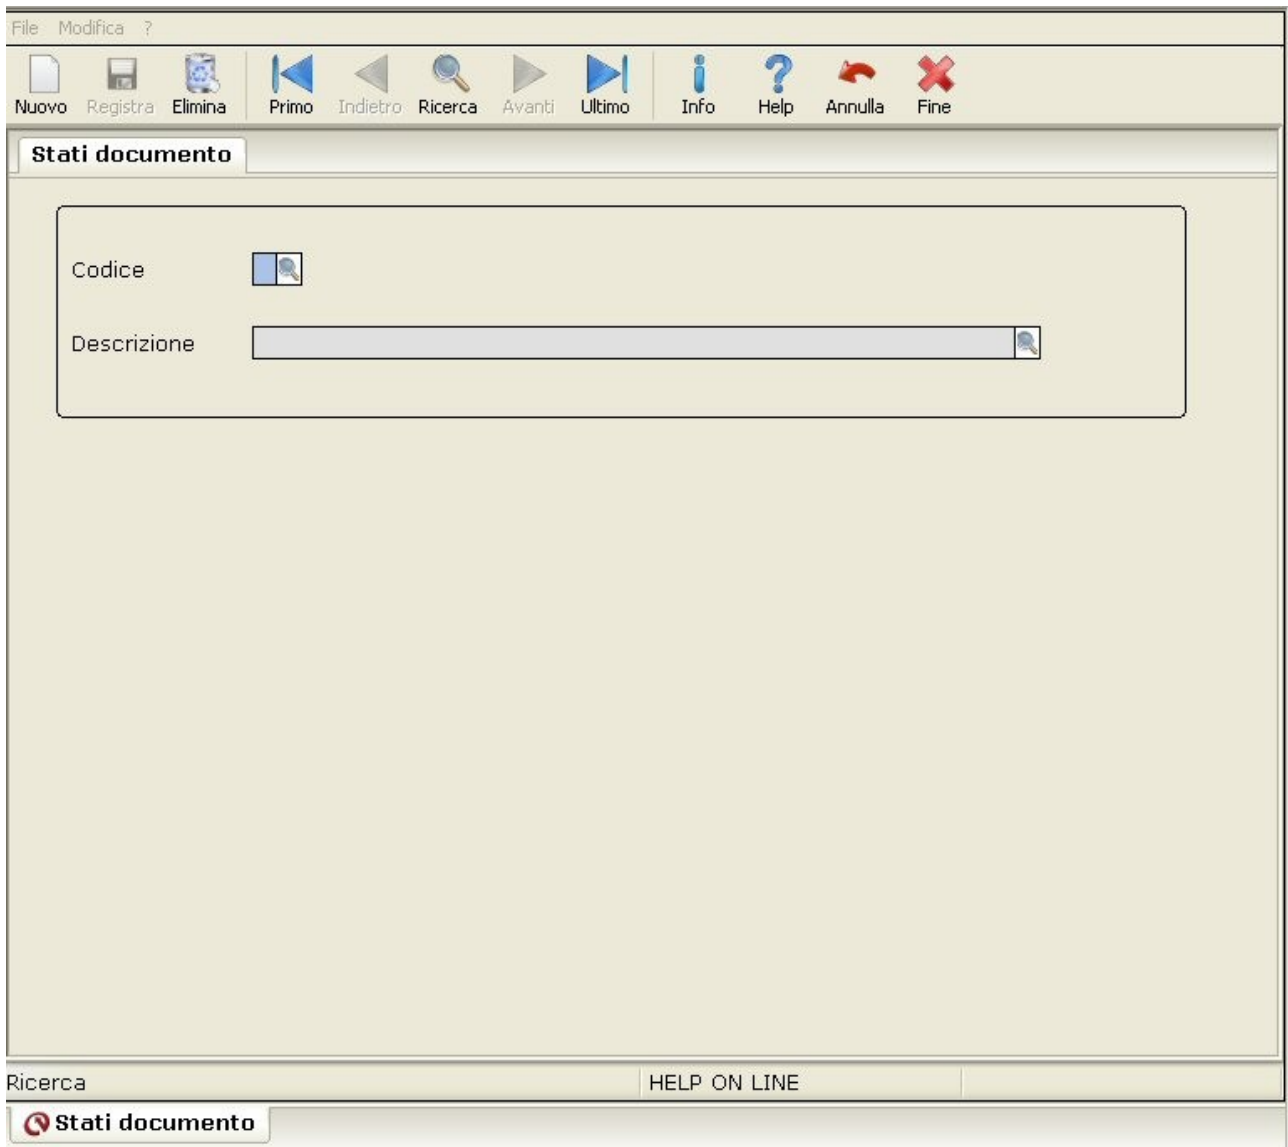 File Modifica ?
Nuovo Registra Elimina Primo Indietro Ricerca Avanti Ultimo Info Help Annulla Fine
Stati documento
Codice
Descrizione
Ricerca HELP ON LINE
Stati documento